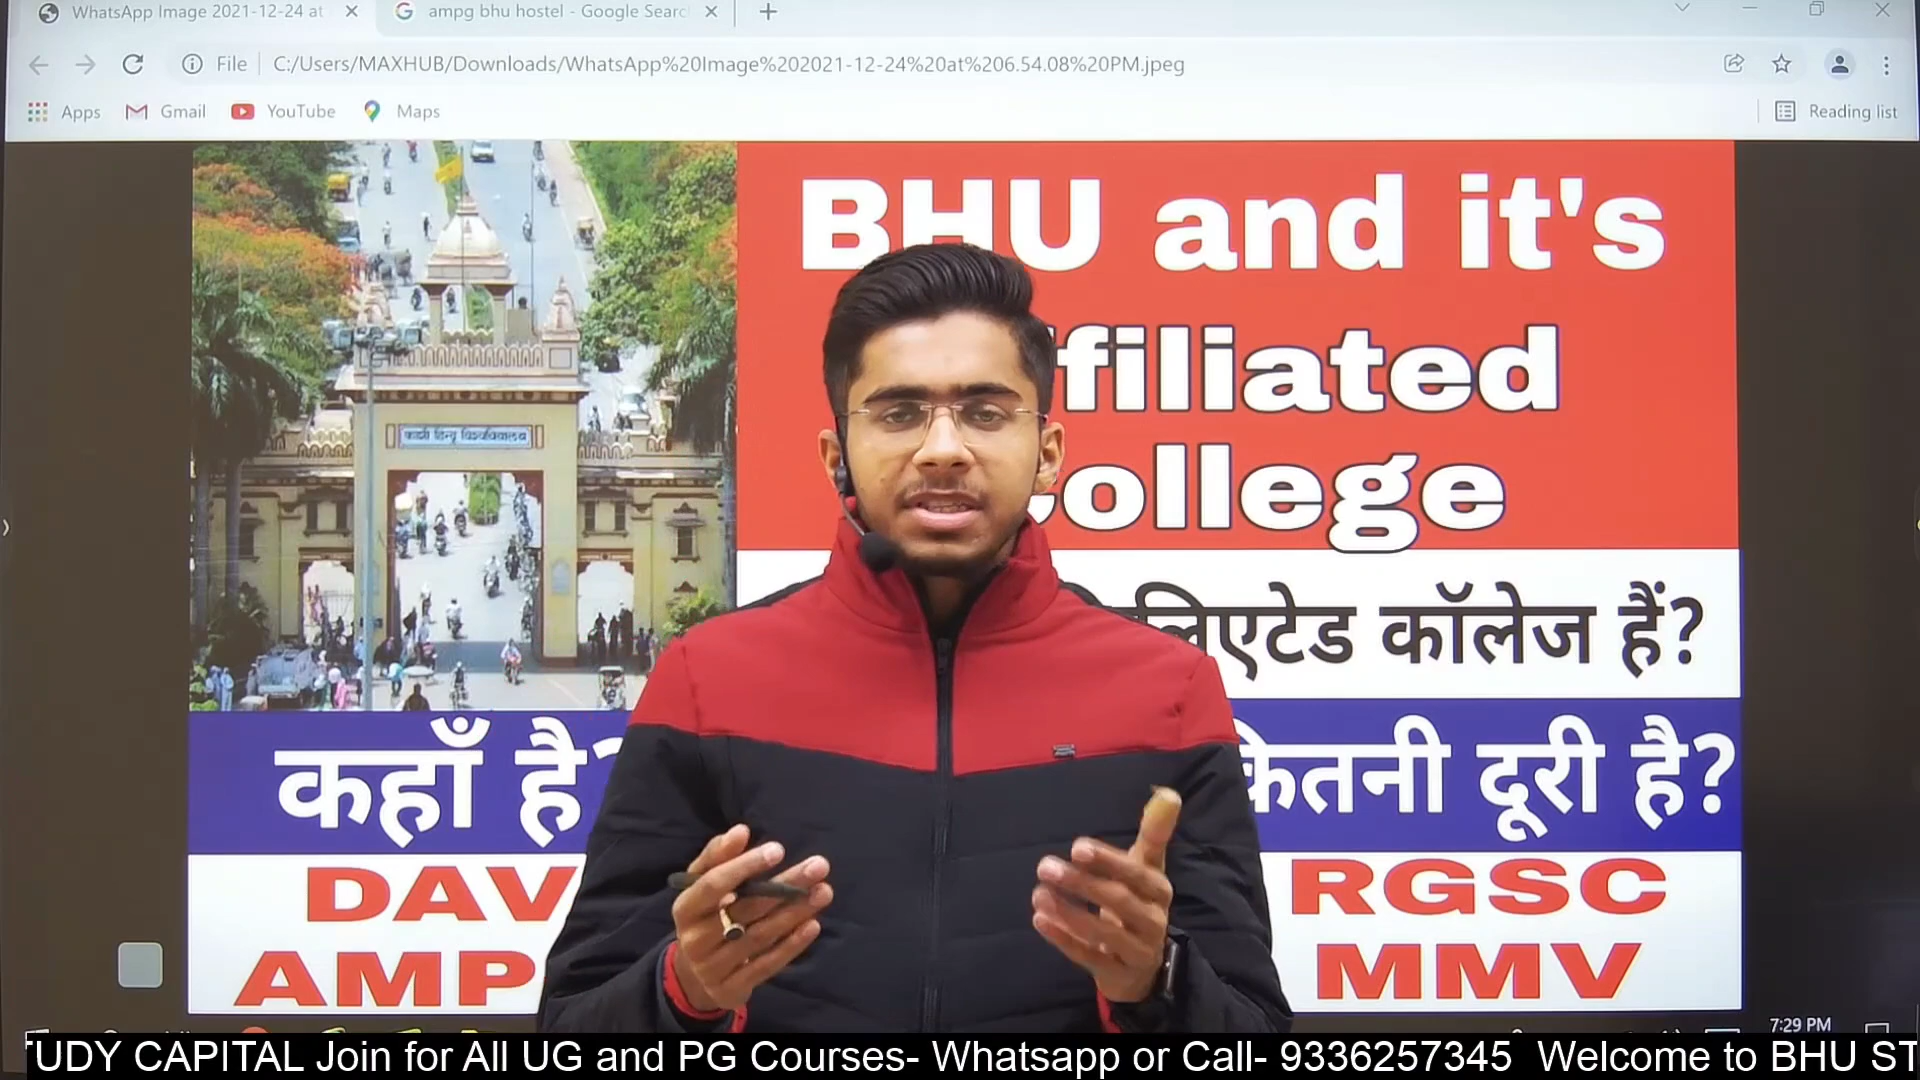 WhatsApp Image 2021-12-24 at
ampg bhu hostel - Google Searc
File
C:/Users/MAXHUB/Downloads/WhatsApp%20Image%202021-12-24%20at%206.54.08%20PM.jpeg
Apps
Gmail
YouTube
Maps
Reading list
BHU and it's
ffiliated
ollege
काशी हिन्दू विश्वविद्यालय
लिएटेड कॉलेज हैं?
कहाँ है?
कितनी दूरी है?
DAV
RGSC
AMP
MMV
7:29 PM
TUDY CAPITAL Join for All UG and PG Courses- Whatsapp or Call- 9336257345 Welcome to BHU ST